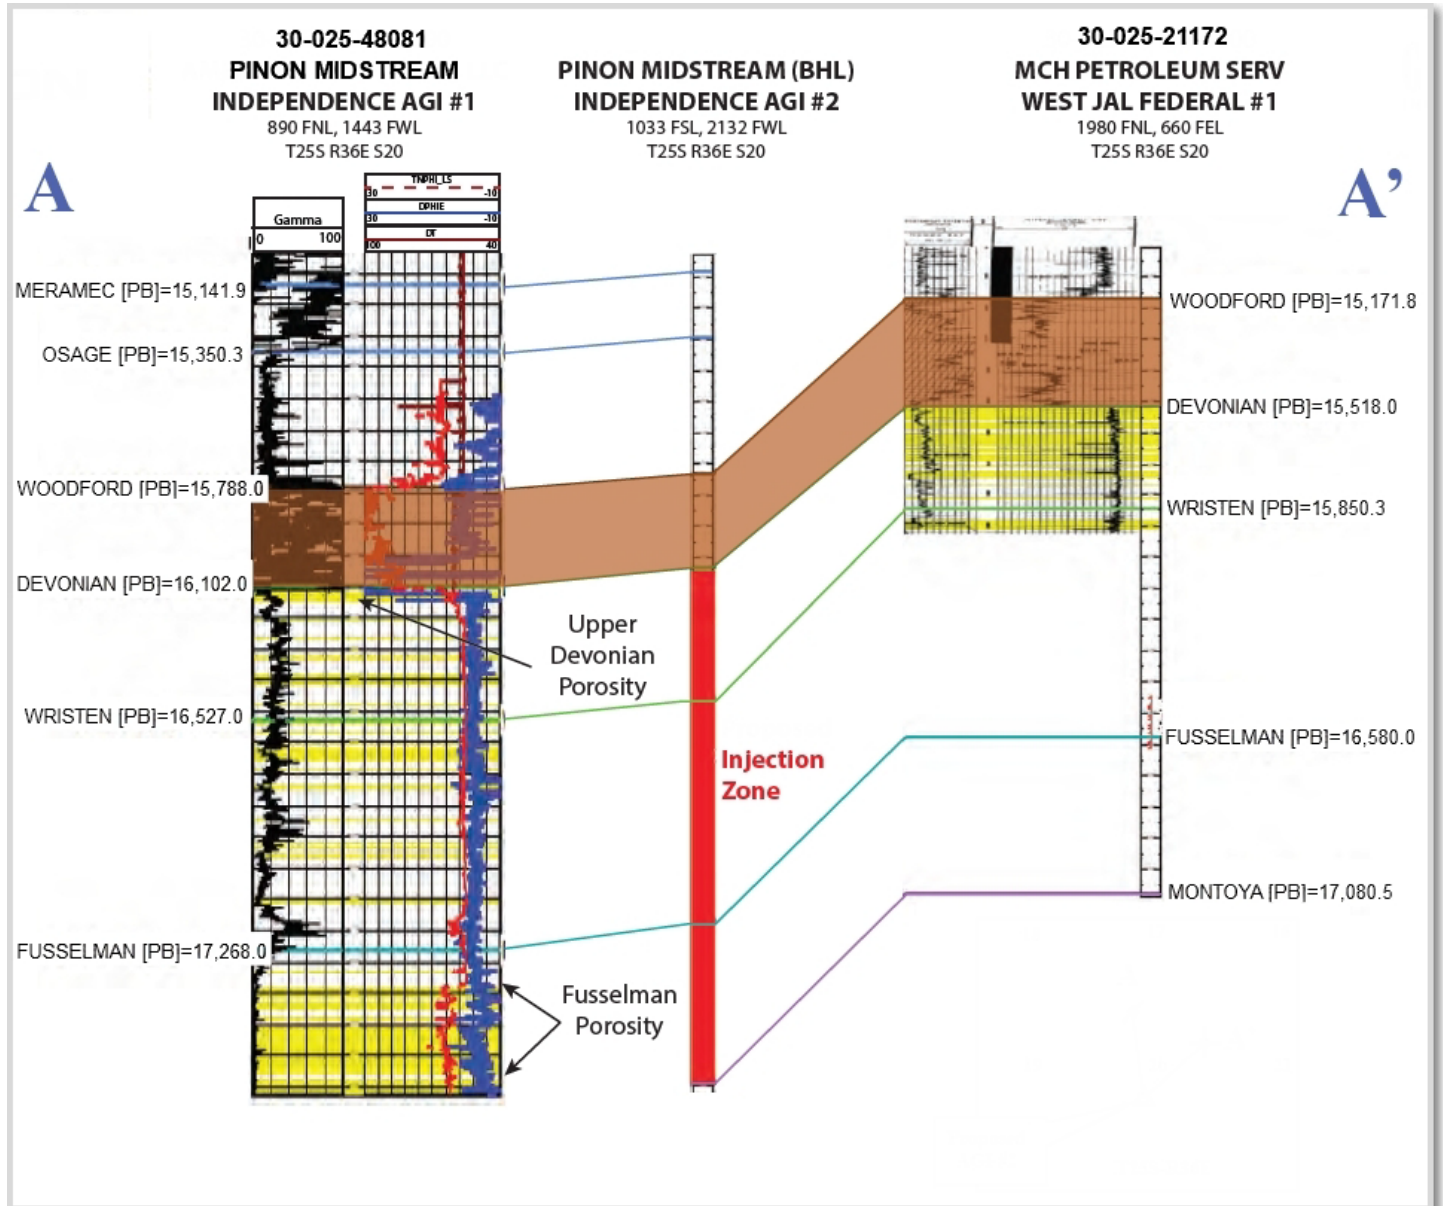 30-025-48081
PINON MIDSTREAM
INDEPENDENCE AGI #1
890 FNL, 1443 FWL
T25S R36E S20
PINON MIDSTREAM (BHL)
INDEPENDENCE AGI #2
1033 FSL, 2132 FWL
T25S R36E S20
30-025-21172
MCH PETROLEUM SERV
WEST JAL FEDERAL #1
1980 FNL, 660 FEL
T25S R36E S20
A
A’
Gamma
0 100
TNPHI_LS
30 -10
DPHIE
30 -10
DT
100 40
MERAMEC [PB]=15,141.9
OSAGE [PB]=15,350.3
WOODFORD [PB]=15,788.0
DEVONIAN [PB]=16,102.0
WRISTEN [PB]=16,527.0
FUSSELMAN [PB]=17,268.0
Upper
Devonian
Porosity
Injection
Zone
Fusselman
Porosity
WOODFORD [PB]=15,171.8
DEVONIAN [PB]=15,518.0
WRISTEN [PB]=15,850.3
FUSSELMAN [PB]=16,580.0
MONTOYA [PB]=17,080.5